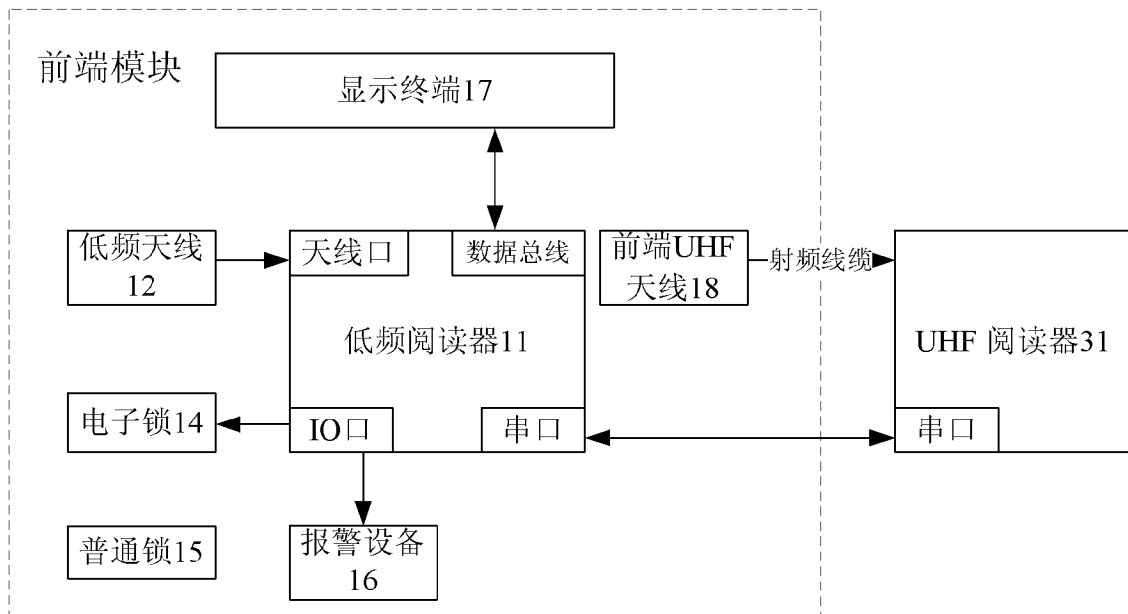 前端模块
显示终端17
低频天线
12
天线口
数据总线
前端UHF
天线18
射频线缆
低频阅读器11
UHF 阅读器31
电子锁14
IO口
串口
串口
普通锁15
报警设备
16